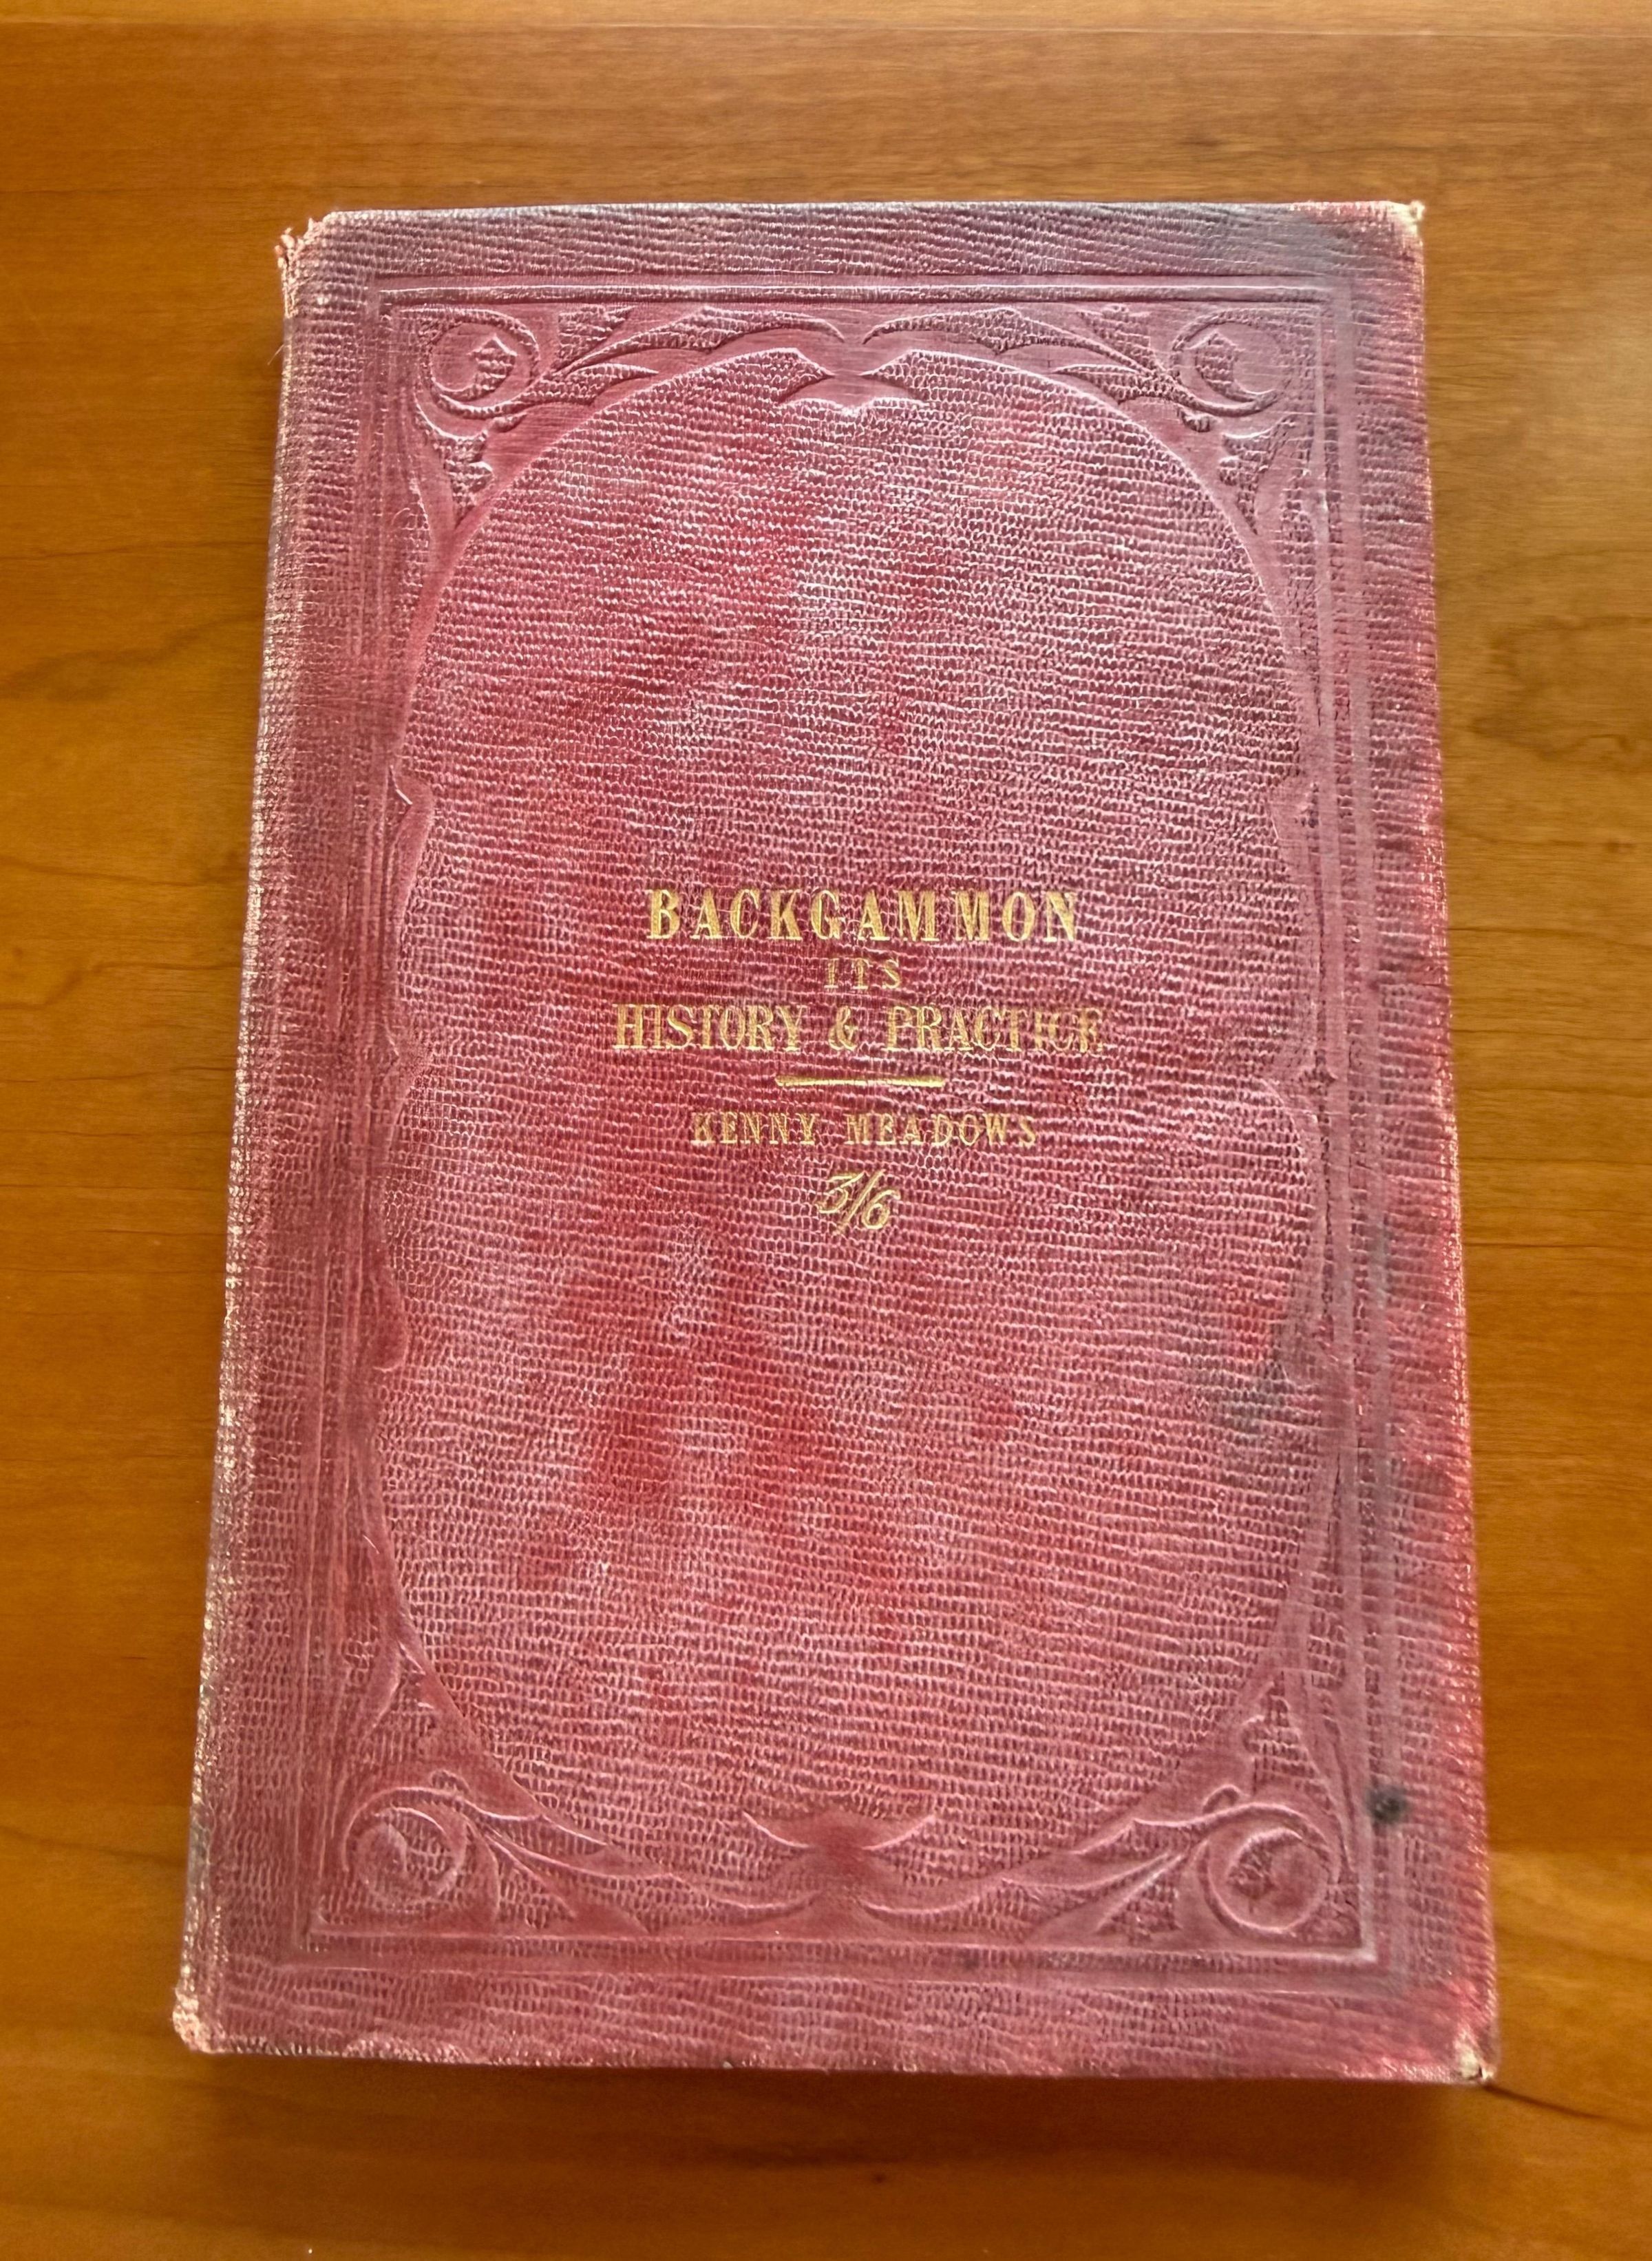 BACKGAMMON
ITS
HISTORY & PRACTICE
KENNY MEADOWS
3/6